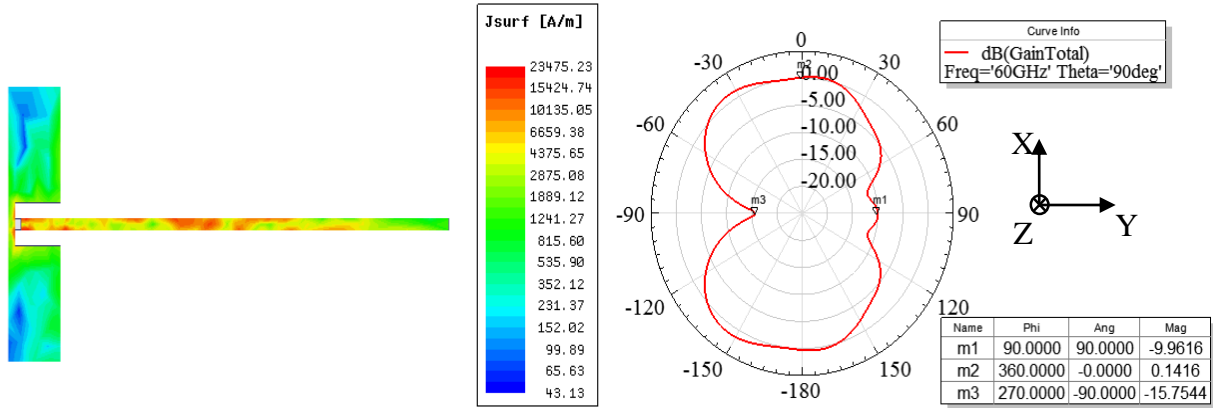 Jsurf [A/m]
23475.23
15424.74
10135.05
6659.38
4375.65
2875.08
1889.12
1241.27
815.60
535.90
352.12
231.37
152.02
99.89
65.63
43.13
0
-30
30
-60
60
-90
90
-120
120
-150
150
-180
m2
0.00
-5.00
-10.00
-15.00
-20.00
m3
m1
Curve Info
dB(GainTotal)
Freq='60GHz' Theta='90deg'
X
Z
Y
Name Phi Ang Mag
m1 90.0000 90.0000 -9.9616
m2 360.0000 -0.0000 0.1416
m3 270.0000 -90.0000 -15.7544